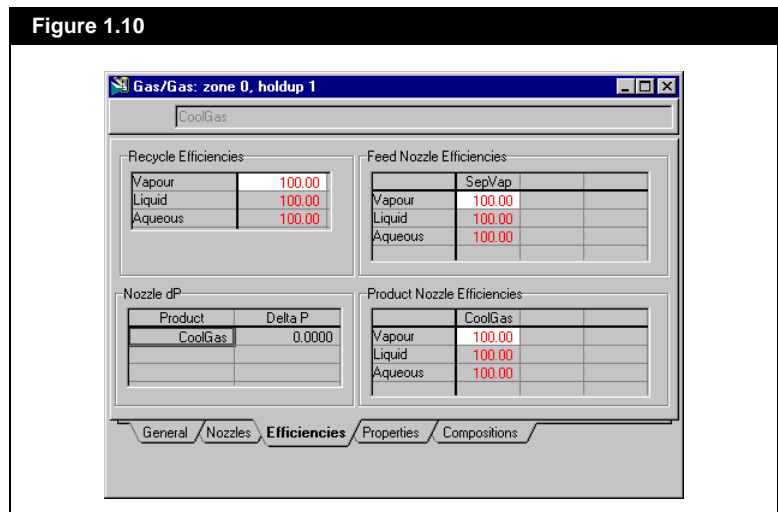 Figure 1.10
Gas/Gas: zone 0, holdup 1
CoolGas
Recycle Efficiencies
Vapour 100.00
Liquid 100.00
Aqueous 100.00
Feed Nozzle Efficiencies
SepVap
Vapour 100.00
Liquid 100.00
Aqueous 100.00
Nozzle dP
Product Delta P
CoolGas 0.0000
Product Nozzle Efficiencies
CoolGas
Vapour 100.00
Liquid 100.00
Aqueous 100.00
General Nozzles Efficiencies Properties Compositions